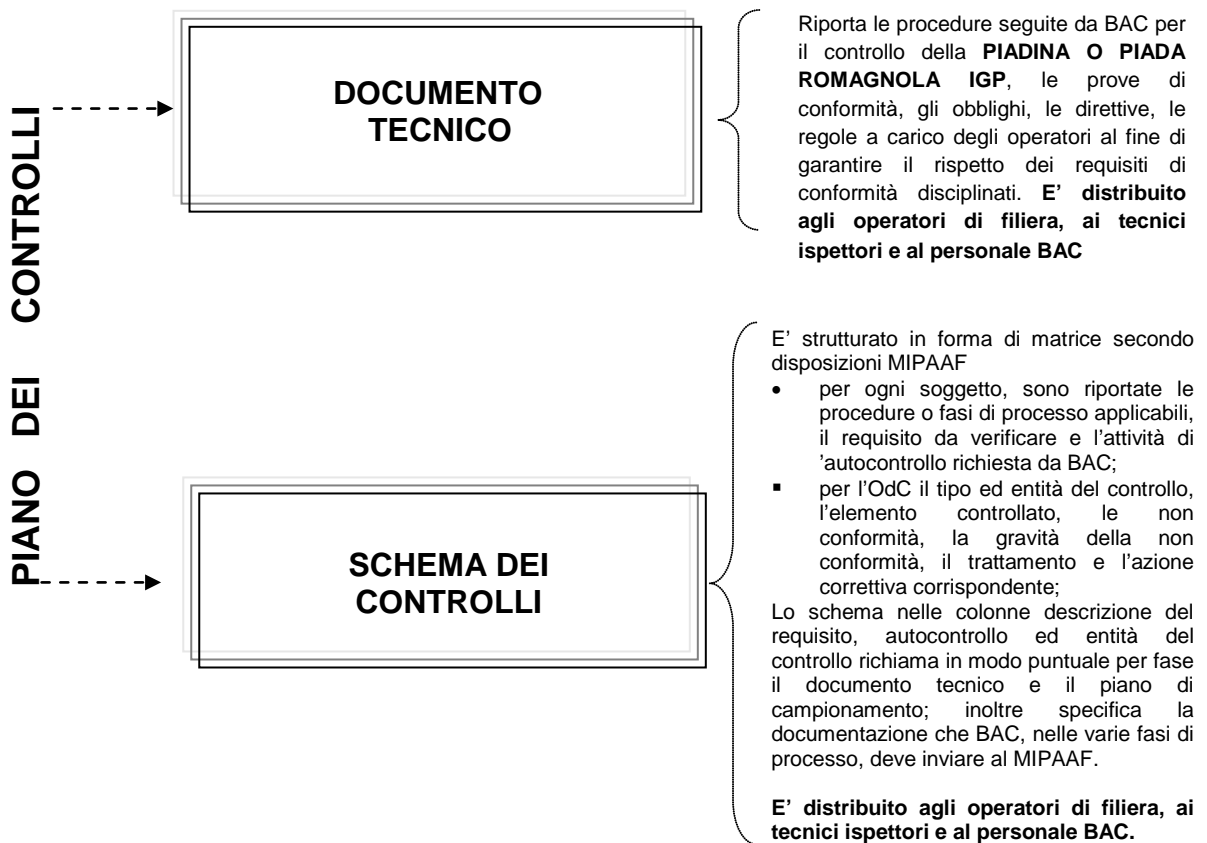 PIANO DEI CONTROLLI
DOCUMENTO
TECNICO
Riporta le procedure seguite da BAC per
il controllo della PIADINA O PIADA
ROMAGNOLA IGP, le prove di
conformità, gli obblighi, le direttive, le
regole a carico degli operatori al fine di
garantire il rispetto dei requisiti di
conformità disciplinati. E' distribuito
agli operatori di filiera, ai tecnici
ispettori e al personale BAC
SCHEMA DEI
CONTROLLI
E' strutturato in forma di matrice secondo
disposizioni MIPAAF
• per ogni soggetto, sono riportate le
procedure o fasi di processo applicabili,
il requisito da verificare e l'attività di
'autocontrollo richiesta da BAC;
▪ per l'OdC il tipo ed entità del controllo,
l'elemento controllato, le non
conformità, la gravità della non
conformità, il trattamento e l'azione
correttiva corrispondente;
Lo schema nelle colonne descrizione del
requisito, autocontrollo ed entità del
controllo richiama in modo puntuale per fase
il documento tecnico e il piano di
campionamento; inoltre specifica la
documentazione che BAC, nelle varie fasi di
processo, deve inviare al MIPAAF.
E' distribuito agli operatori di filiera, ai
tecnici ispettori e al personale BAC.